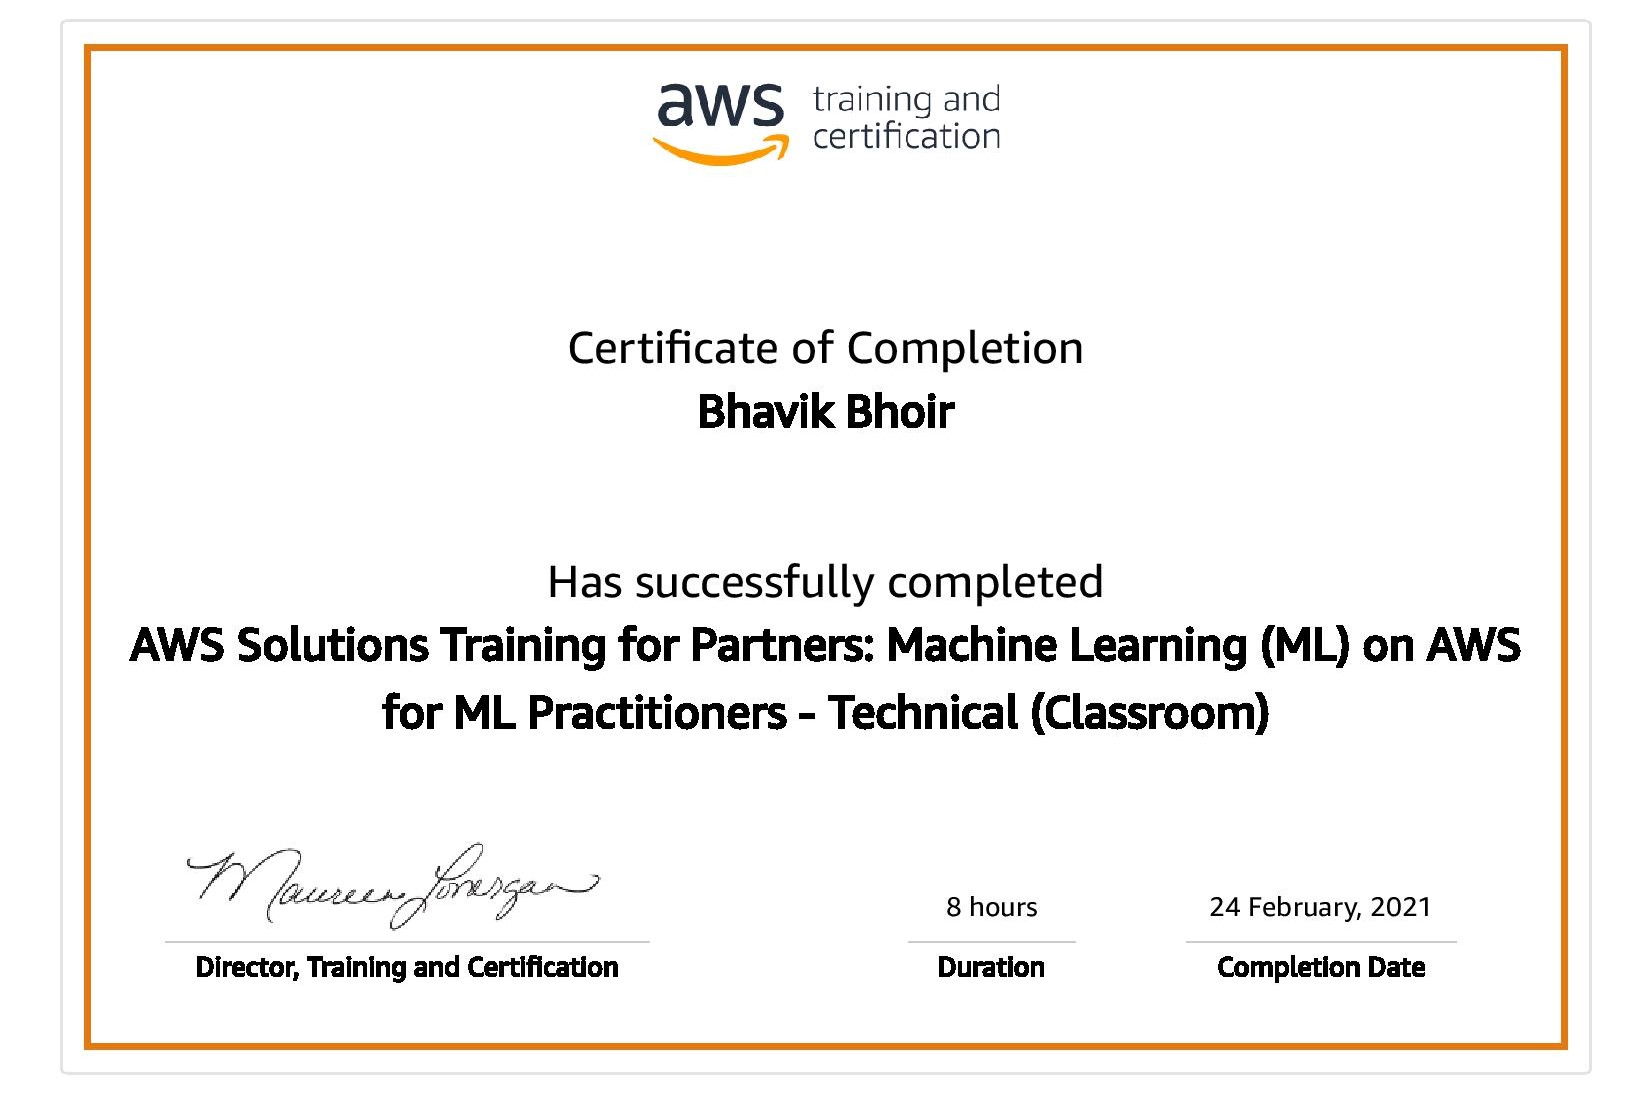 aws training and
certification
Certificate of Completion
Bhavik Bhoir
Has successfully completed
AWS Solutions Training for Partners: Machine Learning (ML) on AWS
for ML Practitioners - Technical (Classroom)
Maureen Lonergan
8 hours
24 February, 2021
Director, Training and Certification
Duration
Completion Date